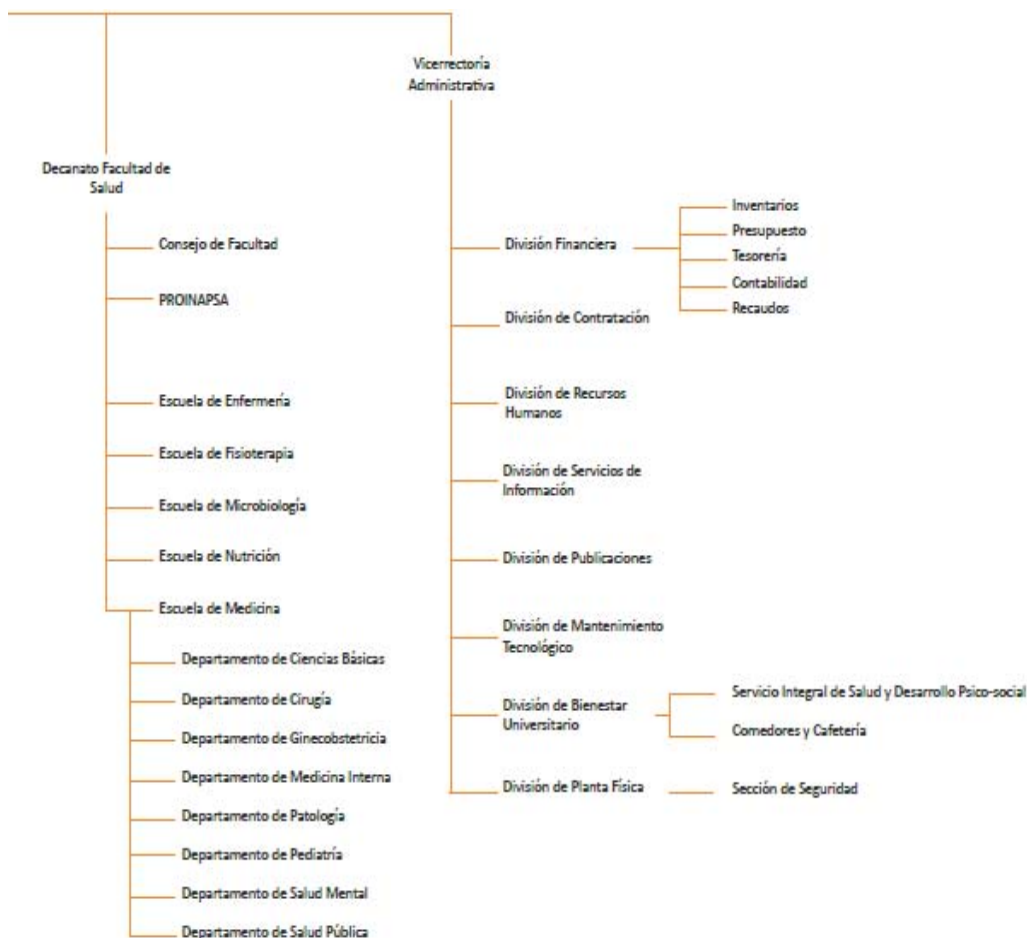 Vicerrectoría
Administrativa
Decanato Facultad de
Salud
Consejo de Facultad
PROINAPSA
Escuela de Enfermería
Escuela de Fisioterapia
Escuela de Microbiología
Escuela de Nutrición
Escuela de Medicina
Departamento de Ciencias Básicas
Departamento de Cirugía
Departamento de Ginecobstetricia
Departamento de Medicina Interna
Departamento de Patología
Departamento de Pediatría
Departamento de Salud Mental
Departamento de Salud Pública
División Financiera
Inventarios
Presupuesto
Tesorería
Contabilidad
Recaudos
División de Contratación
División de Recursos
Humanos
División de Servicios de
Información
División de Publicaciones
División de Mantenimiento
Tecnológico
División de Bienestar
Universitario
Servicio Integral de Salud y Desarrollo Psico-social
Comedores y Cafetería
División de Planta Física
Sección de Seguridad